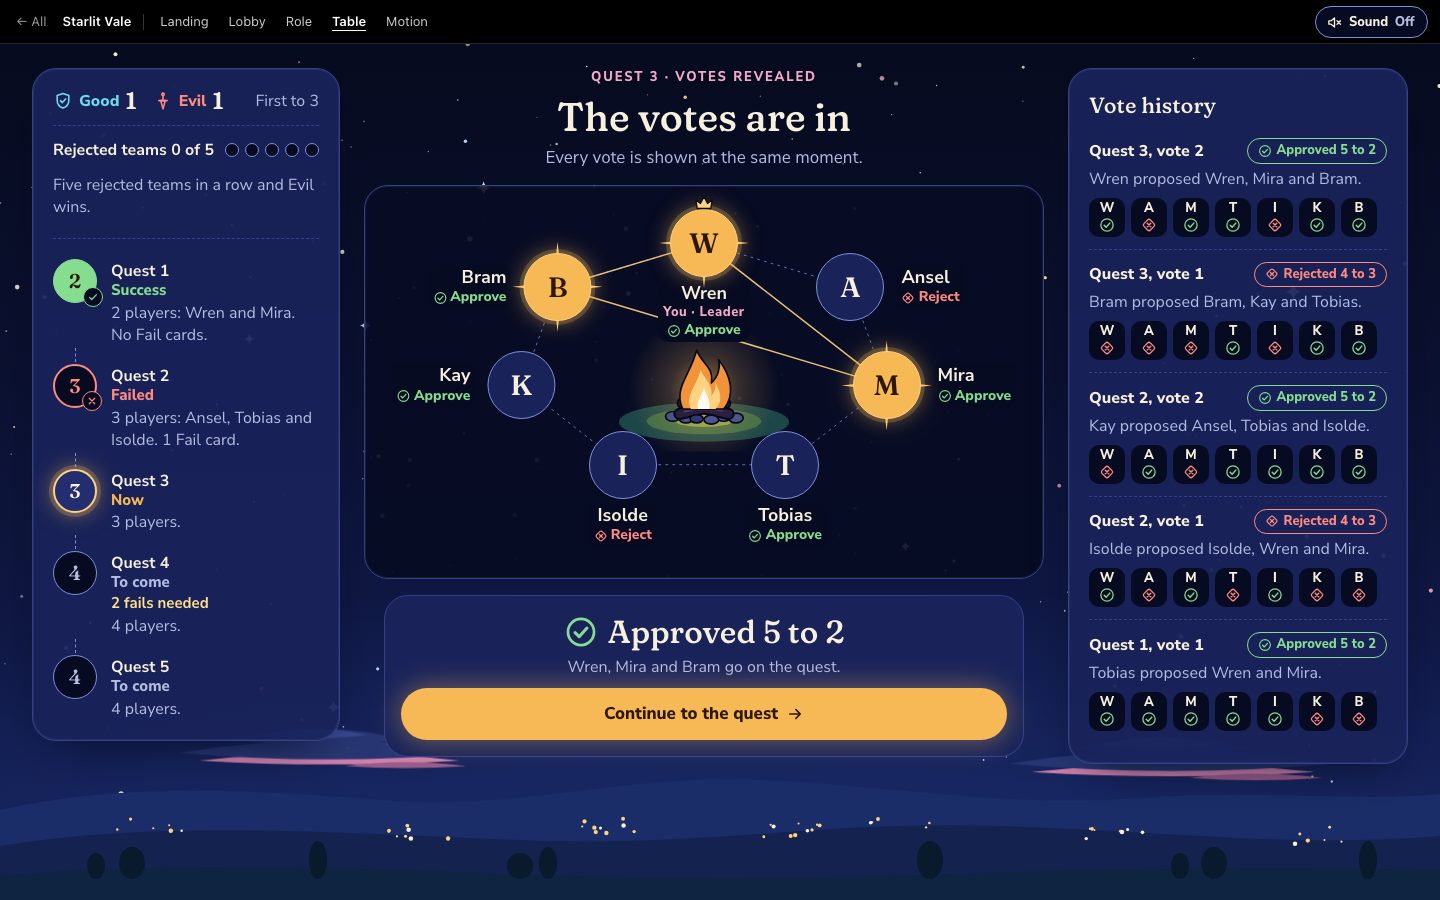 ← All Starlit Vale Landing Lobby Role Table Motion Sound Off
Good 1 Evil 1 First to 3
Rejected teams 0 of 5
Five rejected teams in a row and Evil
wins.
2
Quest 1
Success
2 players: Wren and Mira.
No Fail cards.
3
Quest 2
Failed
3 players: Ansel, Tobias and
Isolde. 1 Fail card.
3
Quest 3
Now
3 players.
4
Quest 4
To come
2 fails needed
4 players.
4
Quest 5
To come
4 players.
QUEST 3 · VOTES REVEALED
The votes are in
Every vote is shown at the same moment.
W
Wren
You · Leader
Approve
B
Bram
Approve
A
Ansel
Reject
K
Kay
Approve
M
Mira
Approve
I
Isolde
Reject
T
Tobias
Approve
Approved 5 to 2
Wren, Mira and Bram go on the quest.
Continue to the quest →
Vote history
Quest 3, vote 2 Approved 5 to 2
Wren proposed Wren, Mira and Bram.
W A M T I K B
Quest 3, vote 1 Rejected 4 to 3
Bram proposed Bram, Kay and Tobias.
W A M T I K B
Quest 2, vote 2 Approved 5 to 2
Kay proposed Ansel, Tobias and Isolde.
W A M T I K B
Quest 2, vote 1 Rejected 4 to 3
Isolde proposed Isolde, Wren and Mira.
W A M T I K B
Quest 1, vote 1 Approved 5 to 2
Tobias proposed Wren and Mira.
W A M T I K B